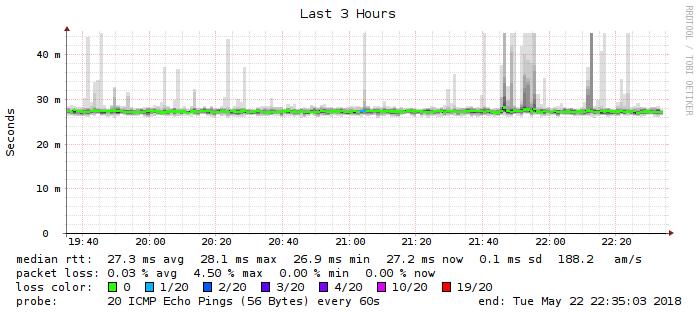 Last 3 Hours
RRDTOOL / TOBI OETIKER
Seconds
40 m
30 m
20 m
10 m
0
19:40 20:00 20:20 20:40 21:00 21:20 21:40 22:00 22:20
median rtt: 27.3 ms avg 28.1 ms max 26.9 ms min 27.2 ms now 0.1 ms sd 188.2 am/s
packet loss: 0.03 % avg 4.50 % max 0.00 % min 0.00 % now
loss color: 0 1/20 2/20 3/20 4/20 10/20 19/20
probe: 20 ICMP Echo Pings (56 Bytes) every 60s end: Tue May 22 22:35:03 2018